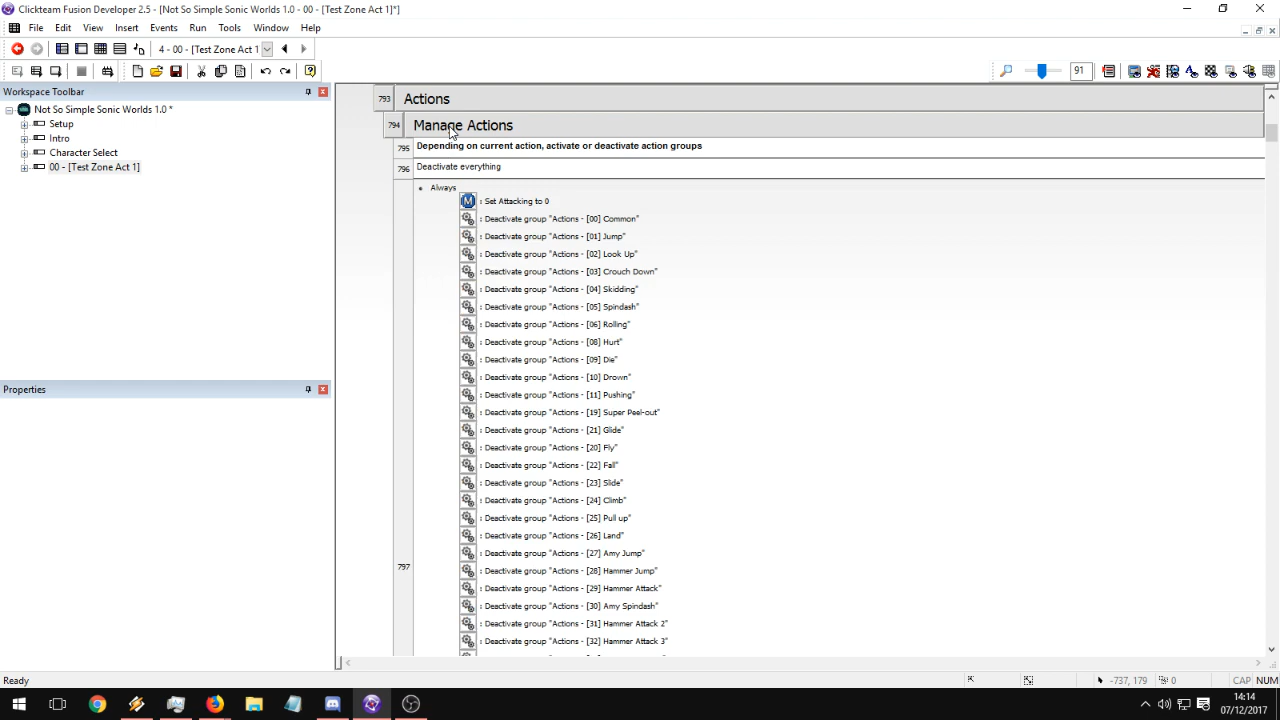 Clickteam Fusion Developer 2.5 - [Not So Simple Sonic Worlds 1.0 - 00 - [Test Zone Act 1]*]
File Edit View Insert Events Run Tools Window Help
4 - 00 - [Test Zone Act 1
91
Workspace Toolbar
Not So Simple Sonic Worlds 1.0 *
Setup
Intro
Character Select
00 - [Test Zone Act 1]
Properties
793 Actions
794 Manage Actions
795 Depending on current action, activate or deactivate action groups
796 Deactivate everything
• Always
: Set Attacking to 0
: Deactivate group "Actions - [00] Common"
: Deactivate group "Actions - [01] Jump"
: Deactivate group "Actions - [02] Look Up"
: Deactivate group "Actions - [03] Crouch Down"
: Deactivate group "Actions - [04] Skidding"
: Deactivate group "Actions - [05] Spindash"
: Deactivate group "Actions - [06] Rolling"
: Deactivate group "Actions - [08] Hurt"
: Deactivate group "Actions - [09] Die"
: Deactivate group "Actions - [10] Drown"
: Deactivate group "Actions - [11] Pushing"
: Deactivate group "Actions - [19] Super Peel-out"
: Deactivate group "Actions - [21] Glide"
: Deactivate group "Actions - [20] Fly"
: Deactivate group "Actions - [22] Fall"
: Deactivate group "Actions - [23] Slide"
: Deactivate group "Actions - [24] Climb"
: Deactivate group "Actions - [25] Pull up"
: Deactivate group "Actions - [26] Land"
: Deactivate group "Actions - [27] Amy Jump"
797 : Deactivate group "Actions - [28] Hammer Jump"
: Deactivate group "Actions - [29] Hammer Attack"
: Deactivate group "Actions - [30] Amy Spindash"
: Deactivate group "Actions - [31] Hammer Attack 2"
: Deactivate group "Actions - [32] Hammer Attack 3"
Ready
-737, 179
0
CAP NUM
14:14
07/12/2017